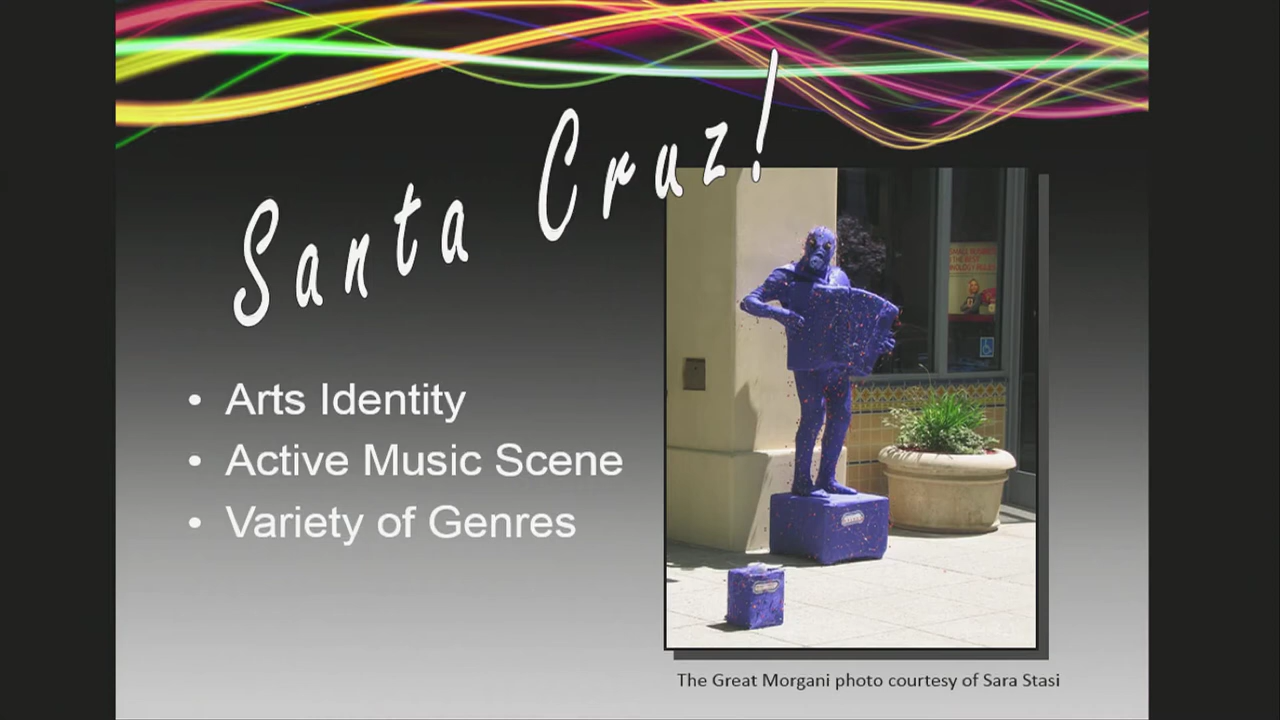 Santa Cruz!
• Arts Identity
• Active Music Scene
• Variety of Genres
The Great Morgani photo courtesy of Sara Stasi